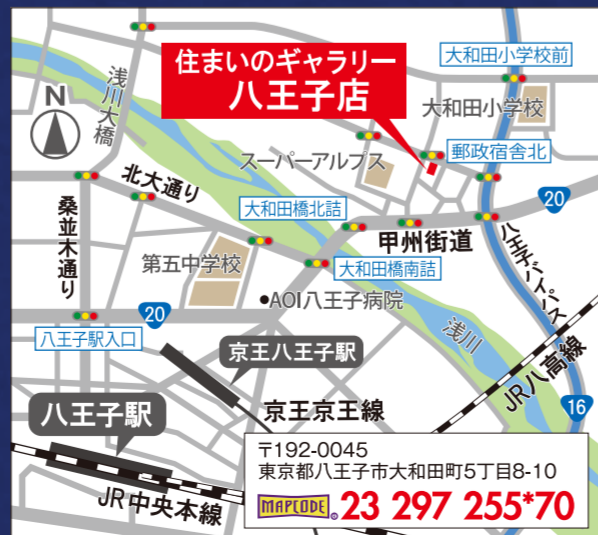 住まいのギャラリー
八王子店
大和田小学校前
大和田小学校
浅川大橋
N
スーパーアルプス
郵政宿舎北
北大通り
大和田橋北詰
20
桑並木通り
甲州街道
八王子バイパス
第五中学校
大和田橋南詰
●AOI八王子病院
20
浅川
八王子駅入口
京王八王子駅
JR八高線
16
八王子駅
京王京王線
JR中央本線
〒192-0045
東京都八王子市大和田町5丁目8-10
MAPCODE® 23 297 255*70